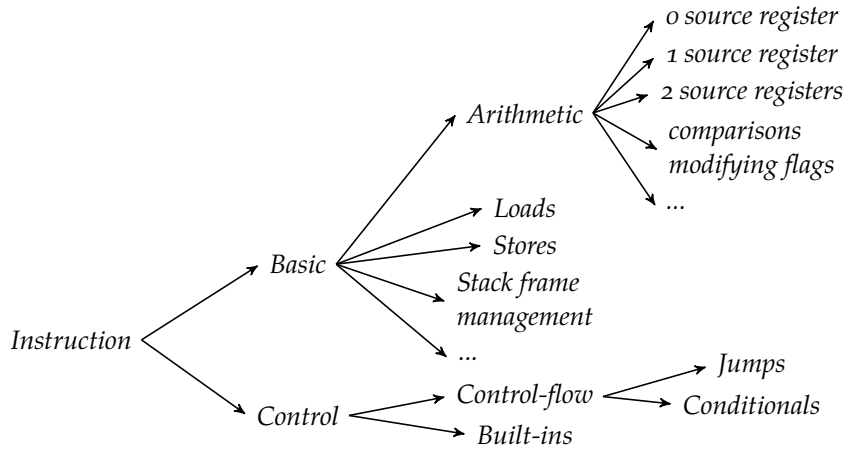 0 source register
1 source register
2 source registers
Arithmetic
comparisons
modifying flags
...
Loads
Stores
Basic
Stack frame
management
Instruction
...
Jumps
Control-flow
Conditionals
Control
Built-ins